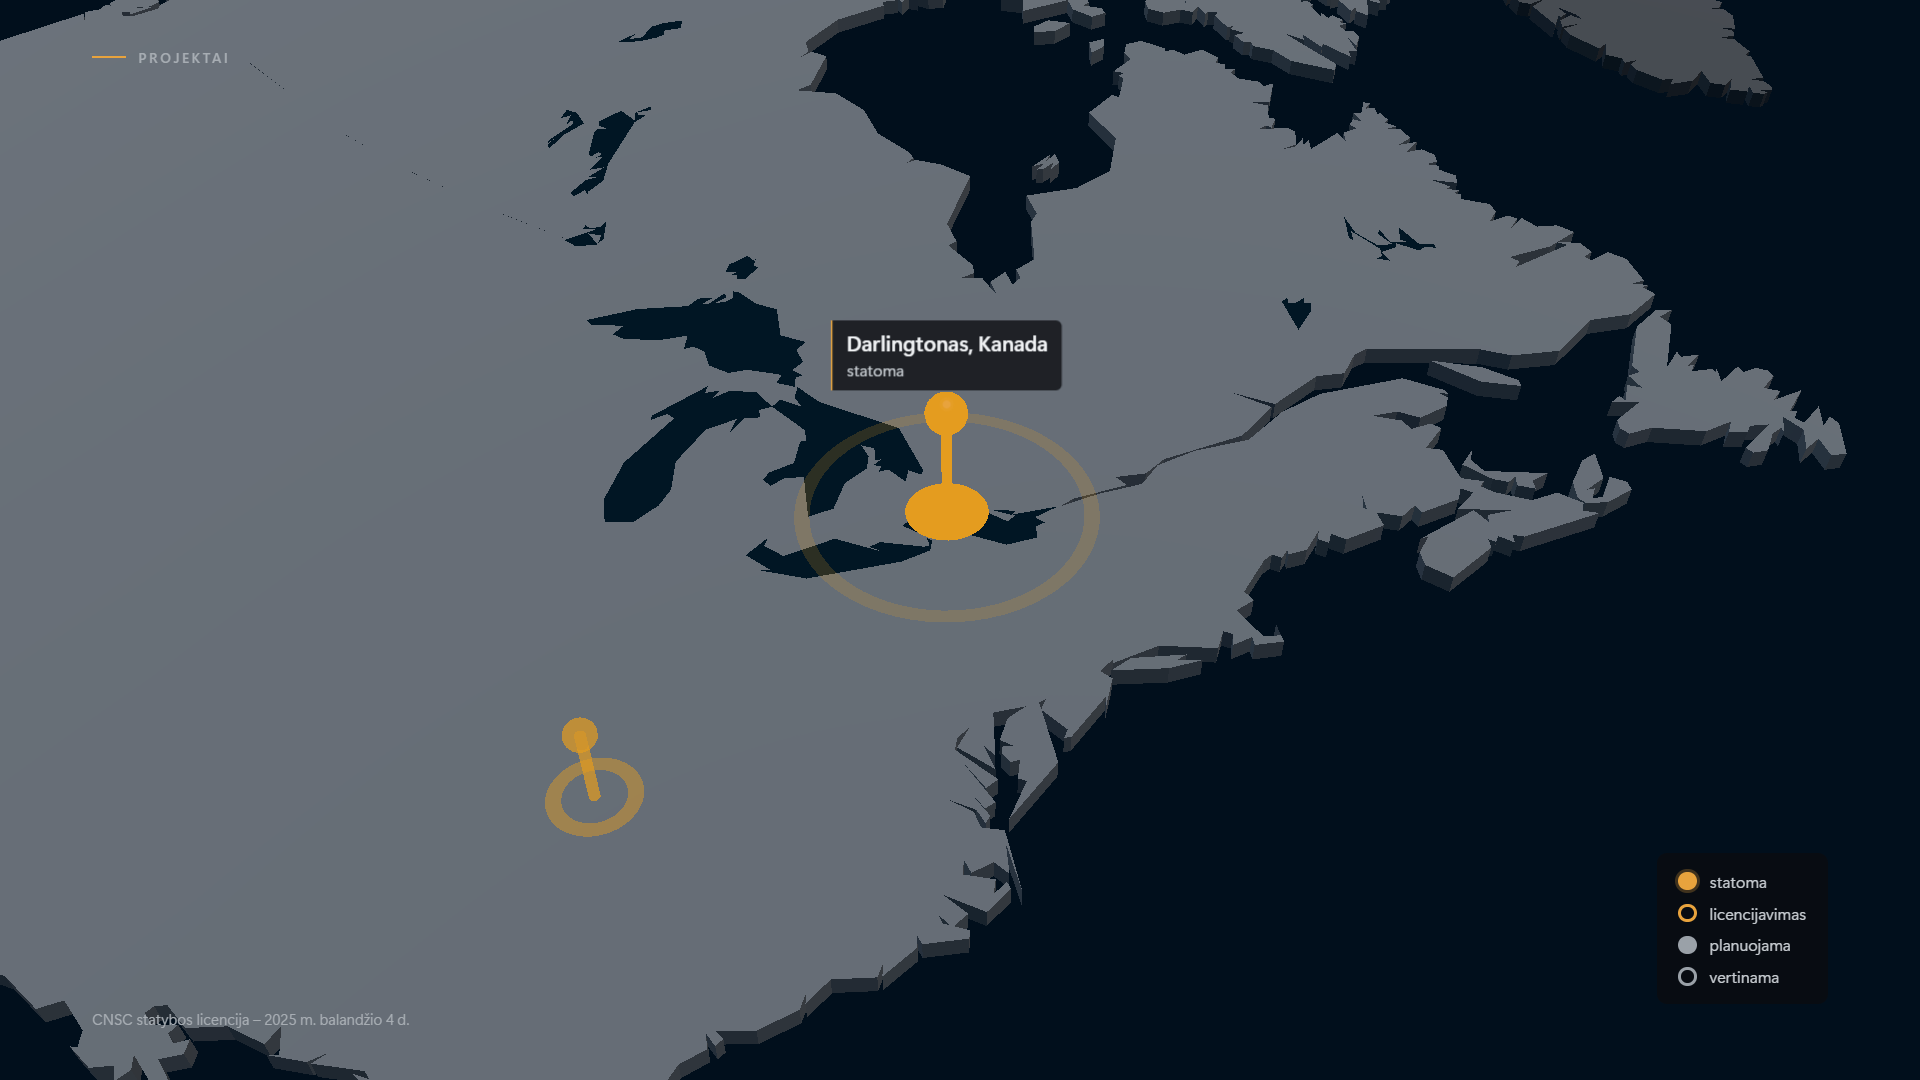 PROJEKTAI
Darlingtonas, Kanada
statoma
statoma
licencijavimas
planuojama
vertinama
CNSC statybos licencija – 2025 m. balandžio 4 d.